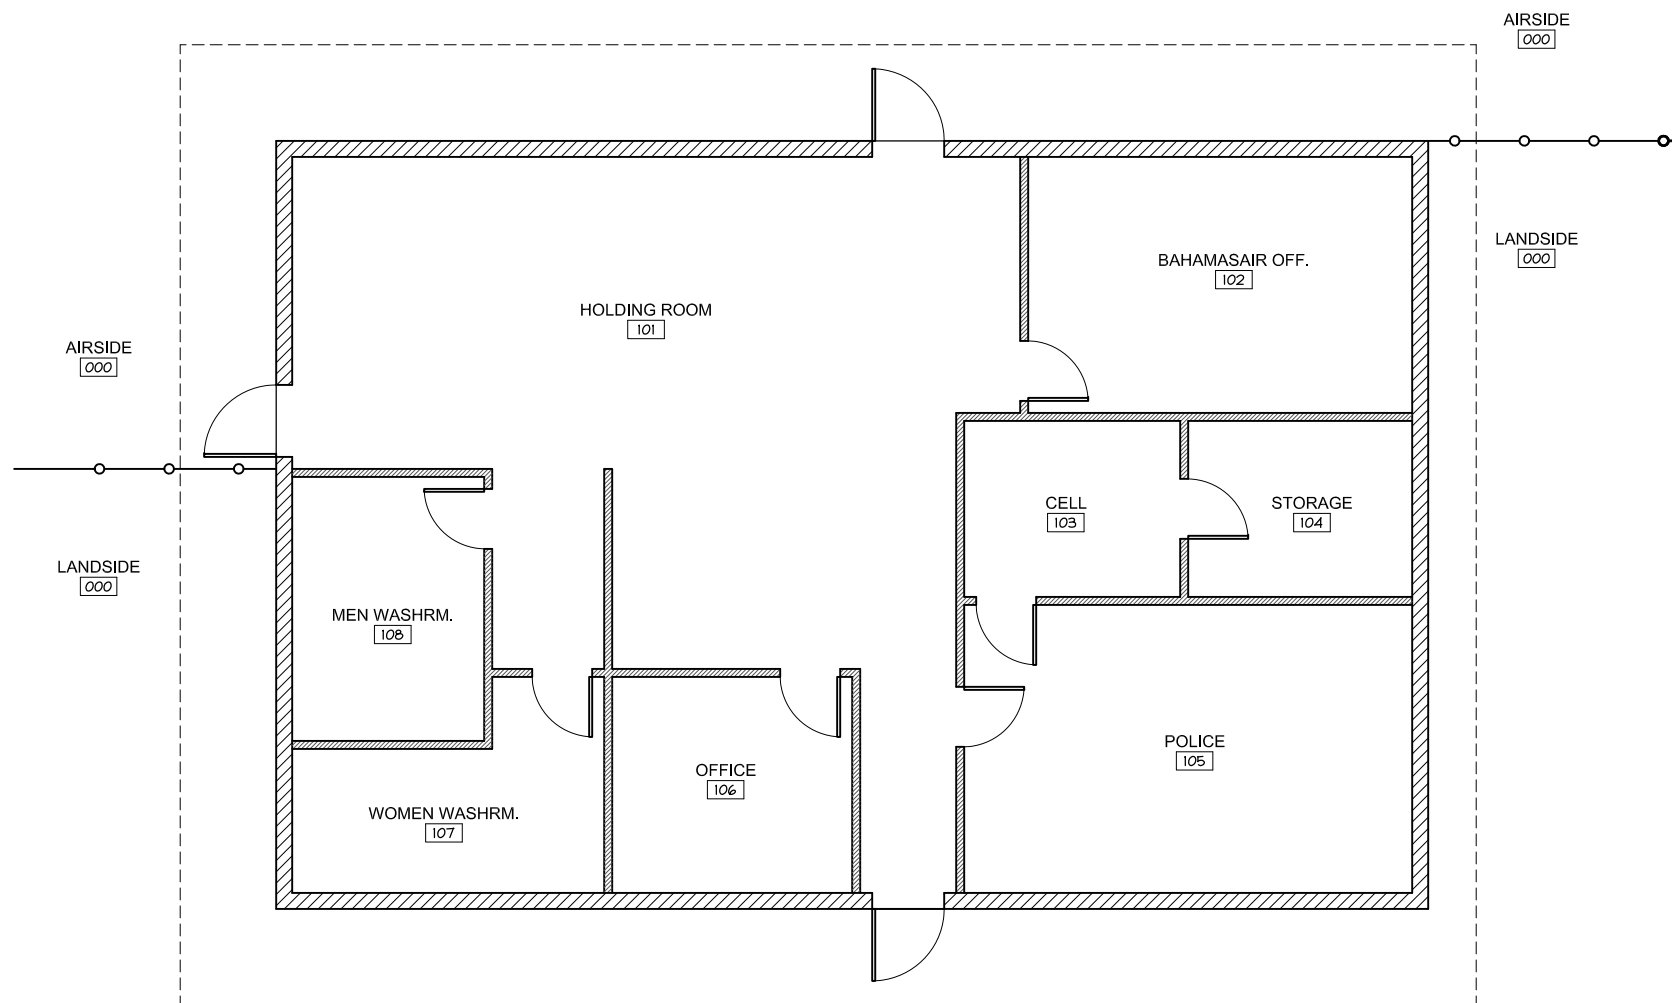 AIRSIDE
000
LANDSIDE
000
BAHAMASAIR OFF.
102
HOLDING ROOM
101
AIRSIDE
000
CELL
103
STORAGE
104
LANDSIDE
000
MEN WASHRM.
108
POLICE
105
OFFICE
106
WOMEN WASHRM.
107